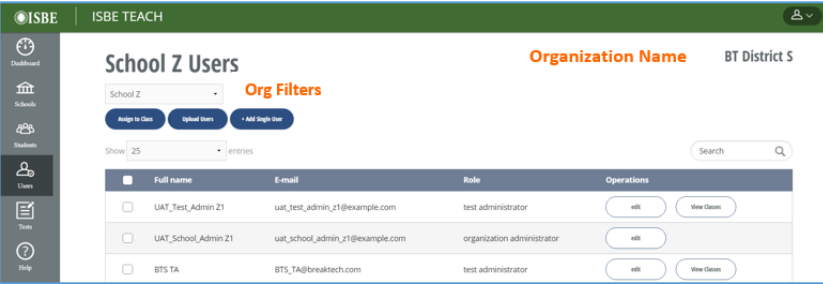 ISBE ISBE TEACH
Dashboard
Schools
Students
Users
Tests
Help
School Z Users
Organization Name BT District S
School Z
Org Filters
Assign to Class Upload Users + Add Single User
Show 25 entries Search
Full name E-mail Role Operations
UAT_Test_Admin Z1 uat_test_admin_z1@example.com test administrator edit View Classes
UAT_School_Admin Z1 uat_school_admin_z1@example.com organization administrator edit
BTS TA BTS_TA@breaktech.com test administrator edit View Classes